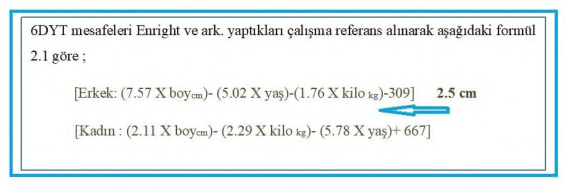 6DYT mesafeleri Enright ve ark. yaptıkları çalışma referans alınarak aşağıdaki formül
2.1 göre ;
[Erkek: (7.57 X boycm)- (5.02 X yaş)-(1.76 X kilo kg)-309] 2.5 cm
[Kadın : (2.11 X boycm)- (2.29 X kilo kg)- (5.78 X yaş)+ 667]